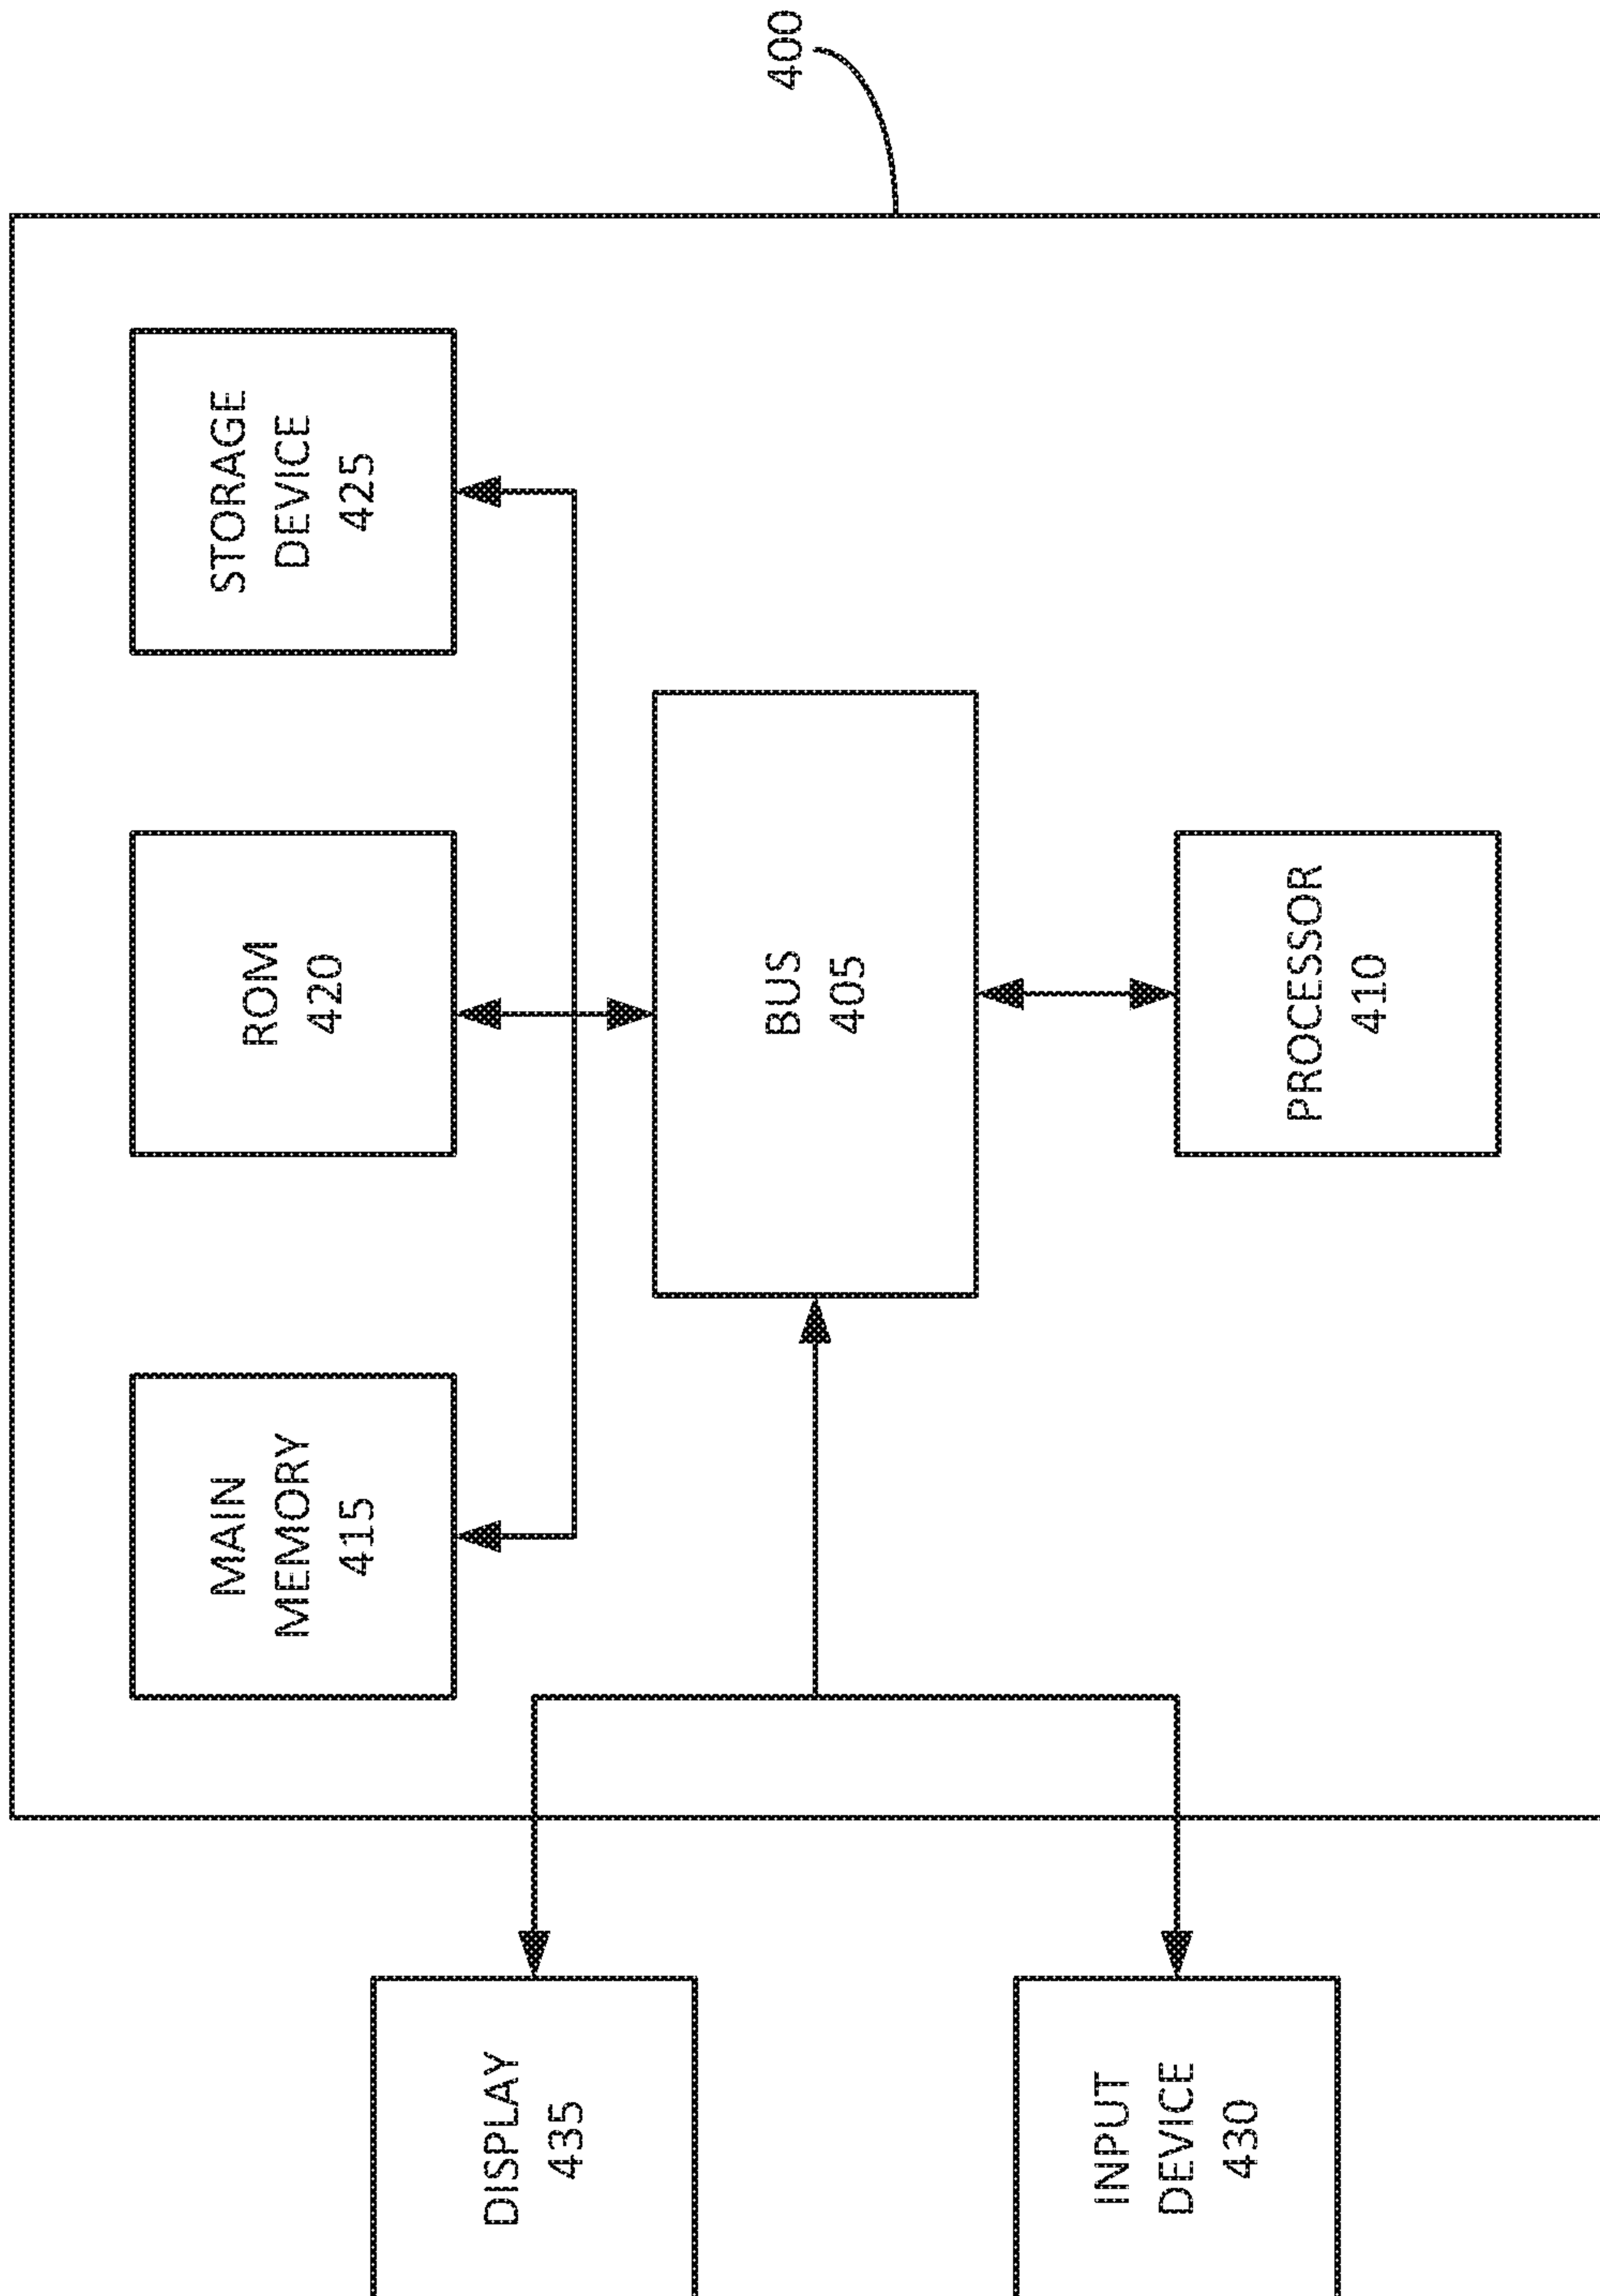 MAIN
MEMORY
415
ROM
420
STORAGE
DEVICE
425
DISPLAY
435
BUS
405
400
INPUT
DEVICE
430
PROCESSOR
410